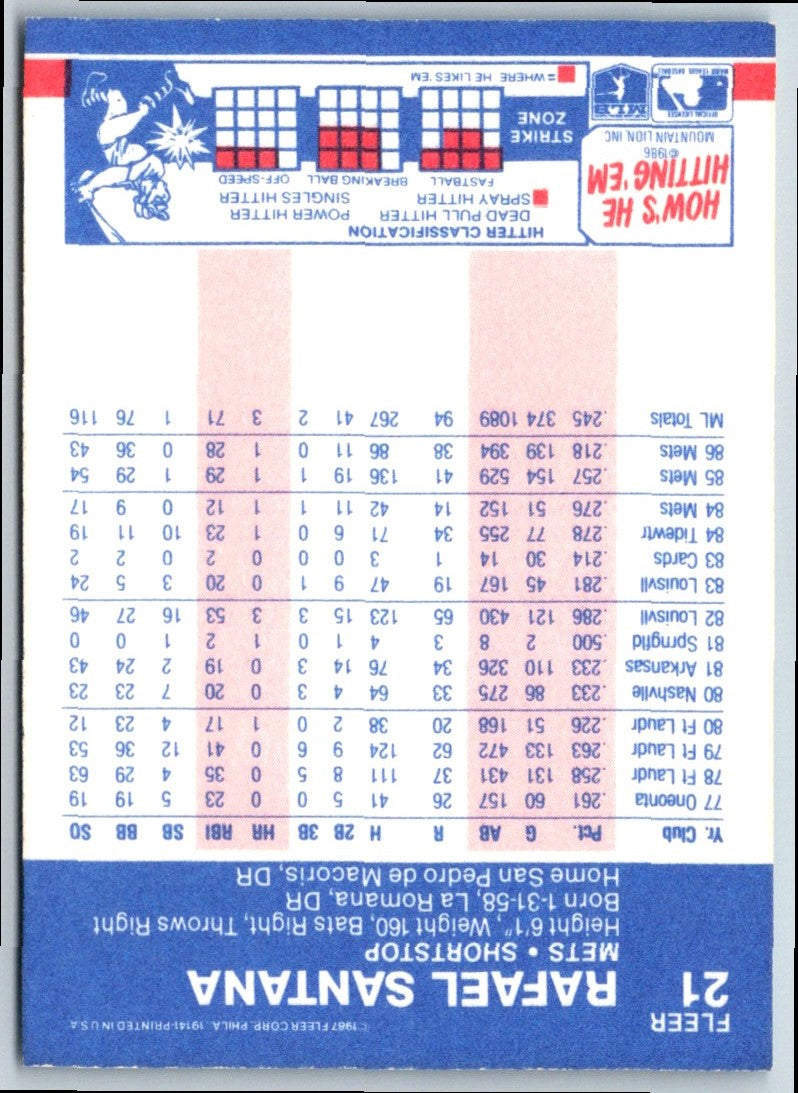 FLEER
©1987 FLEER CORP. PHILA. 19141-PRINTED IN U.S.A.
21
RAFAEL SANTANA
METS • SHORTSTOP
Height 6'1", Weight 160, Bats Right, Throws Right
Born 1-31-58, La Romana, DR
Home San Pedro de Macoris, DR
Yr. Club Pct. G AB R H 2B 3B HR RBI SB BB SO
77 Oneonta .261 60 157 26 41 5 0 0 23 5 19 19
78 Ft Laudr .258 131 431 37 111 8 5 0 35 4 29 63
79 Ft Laudr .263 133 472 62 124 9 6 0 41 12 36 53
80 Ft Laudr .226 51 168 20 38 2 0 1 17 4 23 12
80 Nashvlle .233 86 275 33 64 4 3 0 20 7 23 23
81 Arkansas .233 110 326 34 76 14 3 0 19 2 24 43
81 Sprngfld .500 2 8 3 4 1 0 1 2 1 0 0
82 Louisvil .286 121 430 65 123 15 3 3 53 16 27 46
83 Louisvil .281 45 167 19 47 9 1 0 20 3 5 24
83 Cards .214 30 14 1 3 0 0 0 2 0 2 2
84 Tidewtr .278 77 255 34 71 6 0 1 23 10 11 19
84 Mets .276 51 152 14 42 11 1 1 12 0 9 17
85 Mets .257 154 529 41 136 19 1 1 29 1 29 54
86 Mets .218 139 394 38 86 11 0 1 28 0 36 43
ML Totals .245 374 1089 94 267 41 2 3 71 1 76 116
HOW'S HE
HITTING 'EM
©1986
MOUNTAIN LION, INC
OFFICIAL LICENSEE
MAJOR LEAGUE BASEBALL
HITTER CLASSIFICATION
DEAD PULL HITTER POWER HITTER
SPRAY HITTER SINGLES HITTER
FASTBALL BREAKING BALL OFF-SPEED
STRIKE
ZONE
= WHERE HE LIKES 'EM